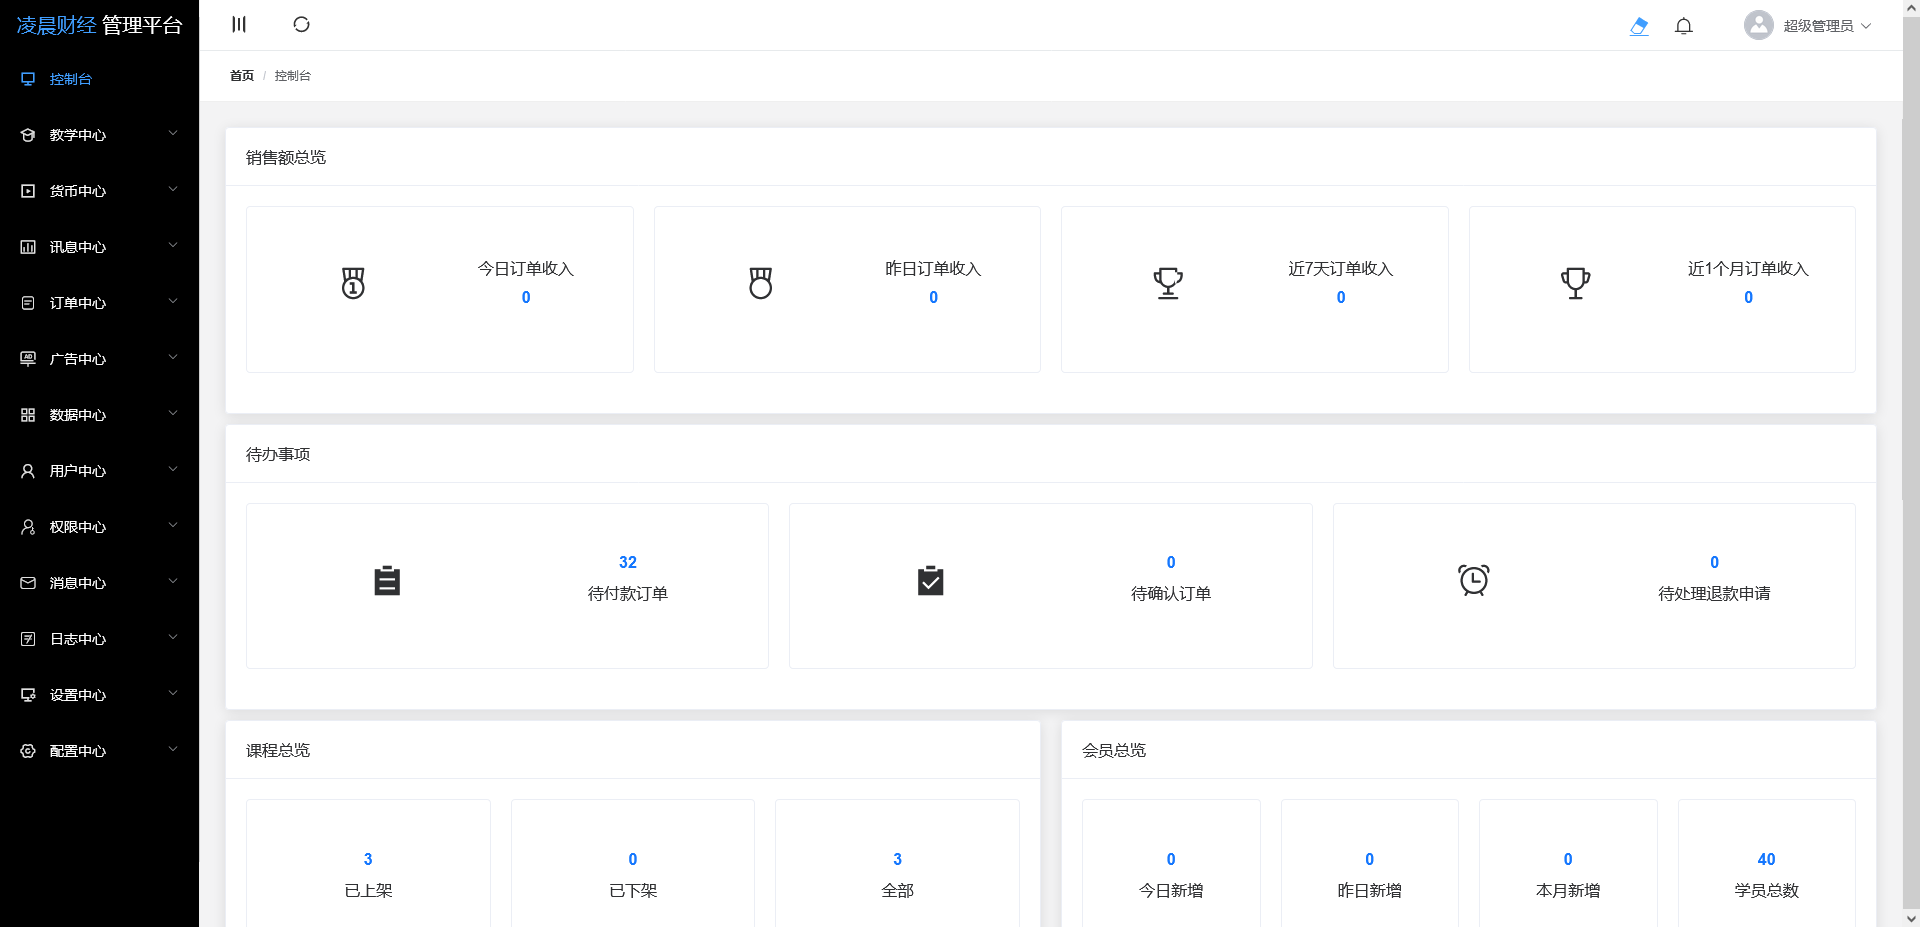 凌晨财经 管理平台
控制台
教学中心
货币中心
讯息中心
订单中心
广告中心
数据中心
用户中心
权限中心
消息中心
日志中心
设置中心
配置中心
超级管理员
首页 / 控制台
销售额总览
今日订单收入
0
昨日订单收入
0
近7天订单收入
0
近1个月订单收入
0
待办事项
32
待付款订单
0
待确认订单
0
待处理退款申请
课程总览
3
已上架
0
已下架
3
全部
会员总览
0
今日新增
0
昨日新增
0
本月新增
40
学员总数